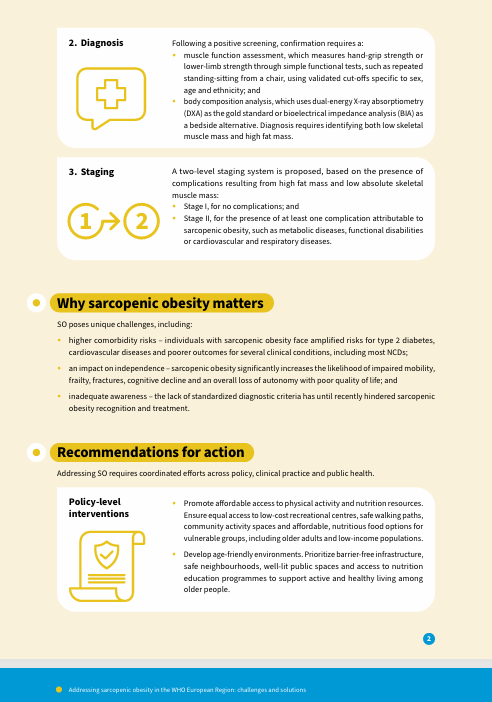 2. Diagnosis
Following a positive screening, confirmation requires a:
• muscle function assessment, which measures hand-grip strength or
lower-limb strength through simple functional tests, such as repeated
standing-sitting from a chair, using validated cut-offs specific to sex,
age and ethnicity; and
• body composition analysis, which uses dual-energy X-ray absorptiometry
(DXA) as the gold standard or bioelectrical impedance analysis (BIA) as
a bedside alternative. Diagnosis requires identifying both low skeletal
muscle mass and high fat mass.
3. Staging
1 2
A two-level staging system is proposed, based on the presence of
complications resulting from high fat mass and low absolute skeletal
muscle mass:
• Stage I, for no complications; and
• Stage II, for the presence of at least one complication attributable to
sarcopenic obesity, such as metabolic diseases, functional disabilities
or cardiovascular and respiratory diseases.
Why sarcopenic obesity matters
SO poses unique challenges, including:
• higher comorbidity risks – individuals with sarcopenic obesity face amplified risks for type 2 diabetes,
cardiovascular diseases and poorer outcomes for several clinical conditions, including most NCDs;
• an impact on independence – sarcopenic obesity significantly increases the likelihood of impaired mobility,
frailty, fractures, cognitive decline and an overall loss of autonomy with poor quality of life; and
• inadequate awareness – the lack of standardized diagnostic criteria has until recently hindered sarcopenic
obesity recognition and treatment.
Recommendations for action
Addressing SO requires coordinated efforts across policy, clinical practice and public health.
Policy-level
interventions
• Promote affordable access to physical activity and nutrition resources.
Ensure equal access to low-cost recreational centres, safe walking paths,
community activity spaces and affordable, nutritious food options for
vulnerable groups, including older adults and low-income populations.
• Develop age-friendly environments. Prioritize barrier-free infrastructure,
safe neighbourhoods, well-lit public spaces and access to nutrition
education programmes to support active and healthy living among
older people.
2
Addressing sarcopenic obesity in the WHO European Region: challenges and solutions